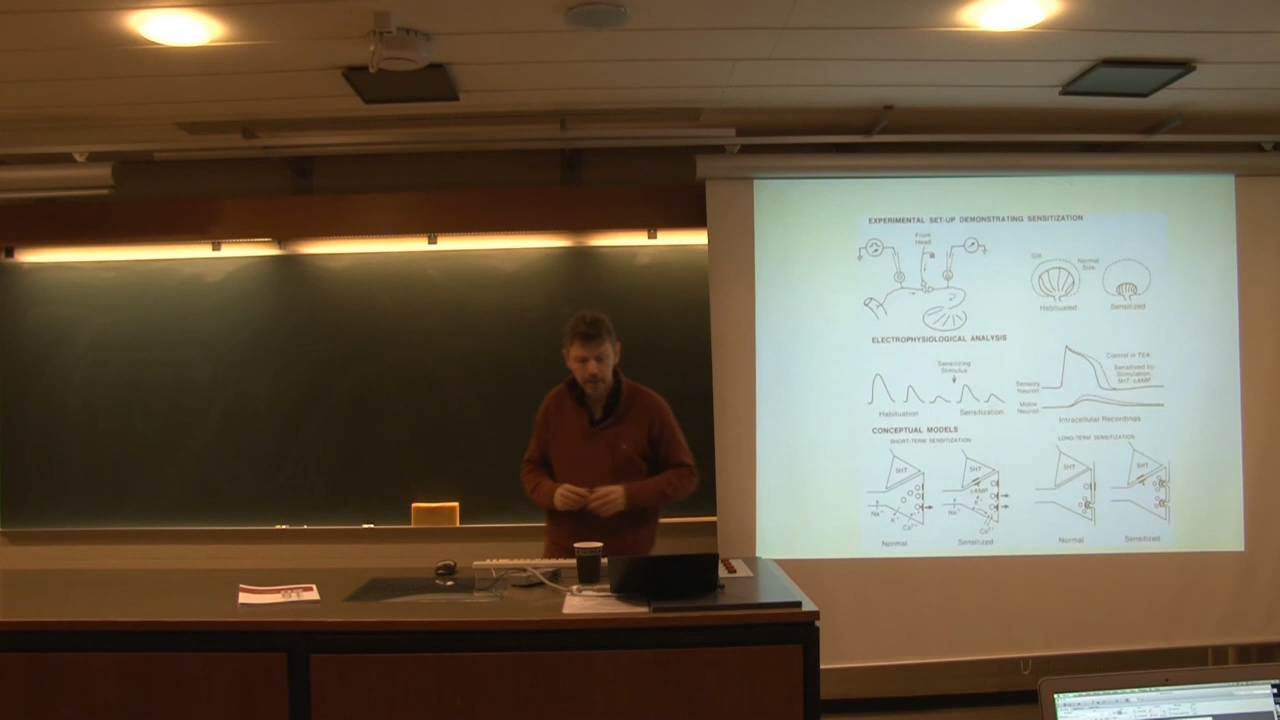 EXPERIMENTAL SET-UP DEMONSTRATING SENSITIZATION
From
Head
Gill
Normal
Size
Habituated
Sensitized
ELECTROPHYSIOLOGICAL ANALYSIS
Sensitizing
Stimulus
Habituation
Sensitization
Control in TEA
Sensitized by
Stimulation,
5HT, cAMP
Sensory
Neuron
Motor
Neuron
Intracellular Recordings
CONCEPTUAL MODELS
SHORT-TERM SENSITIZATION
LONG-TERM SENSITIZATION
5HT
Na+
K+
Ca2+
Normal
5HT
cAMP
Na+
K+
Ca2+
Sensitized
5HT
Normal
5HT
Sensitized